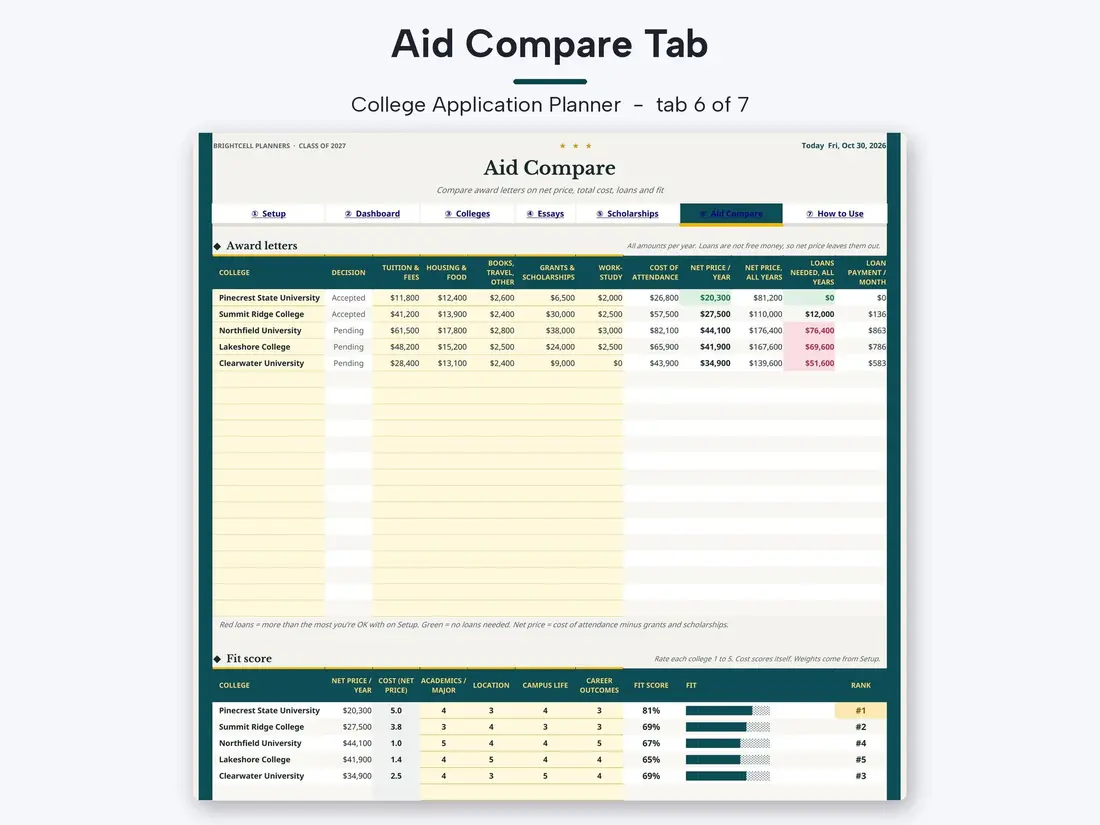 Aid Compare Tab
College Application Planner - tab 6 of 7
BRIGHTCELL PLANNERS · CLASS OF 2027 ★ ★ ★ Today Fri, Oct 30, 2026
Aid Compare
Compare award letters on net price, total cost, loans and fit
① Setup ② Dashboard ③ Colleges ④ Essays ⑤ Scholarships ⑥ Aid Compare ⑦ How to Use
◆ Award letters All amounts per year. Loans are not free money, so net price leaves them out.
COLLEGE DECISION TUITION & FEES HOUSING & FOOD BOOKS, TRAVEL, OTHER GRANTS & SCHOLARSHIPS WORK-STUDY COST OF ATTENDANCE NET PRICE / YEAR NET PRICE, ALL YEARS LOANS NEEDED, ALL YEARS LOAN PAYMENT / MONTH
Pinecrest State University Accepted $11,800 $12,400 $2,600 $6,500 $2,000 $26,800 $20,300 $81,200 $0 $0
Summit Ridge College Accepted $41,200 $13,900 $2,400 $30,000 $2,500 $57,500 $27,500 $110,000 $12,000 $136
Northfield University Pending $61,500 $17,800 $2,800 $38,000 $3,000 $82,100 $44,100 $176,400 $76,400 $863
Lakeshore College Pending $48,200 $15,200 $2,500 $24,000 $2,500 $65,900 $41,900 $167,600 $69,600 $786
Clearwater University Pending $28,400 $13,100 $2,400 $9,000 $0 $43,900 $34,900 $139,600 $51,600 $583
Red loans = more than the most you're OK with on Setup. Green = no loans needed. Net price = cost of attendance minus grants and scholarships.
◆ Fit score Rate each college 1 to 5. Cost scores itself. Weights come from Setup.
COLLEGE NET PRICE / YEAR COST (NET PRICE) ACADEMICS / MAJOR LOCATION CAMPUS LIFE CAREER OUTCOMES FIT SCORE FIT RANK
Pinecrest State University $20,300 5.0 4 3 4 3 81% #1
Summit Ridge College $27,500 3.8 3 4 3 3 69% #2
Northfield University $44,100 1.0 5 4 4 5 67% #4
Lakeshore College $41,900 1.4 4 5 4 4 65% #5
Clearwater University $34,900 2.5 4 3 5 4 69% #3